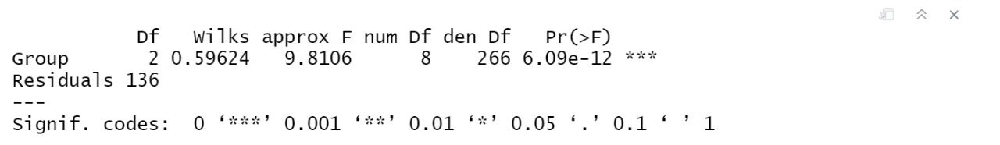 Df   Wilks approx F num Df den Df   Pr(>F)
Group       2 0.59624   9.8106      8    266 6.09e-12 ***
Residuals 136
---
Signif. codes:  0 ‘***’ 0.001 ‘**’ 0.01 ‘*’ 0.05 ‘.’ 0.1 ‘ ’ 1